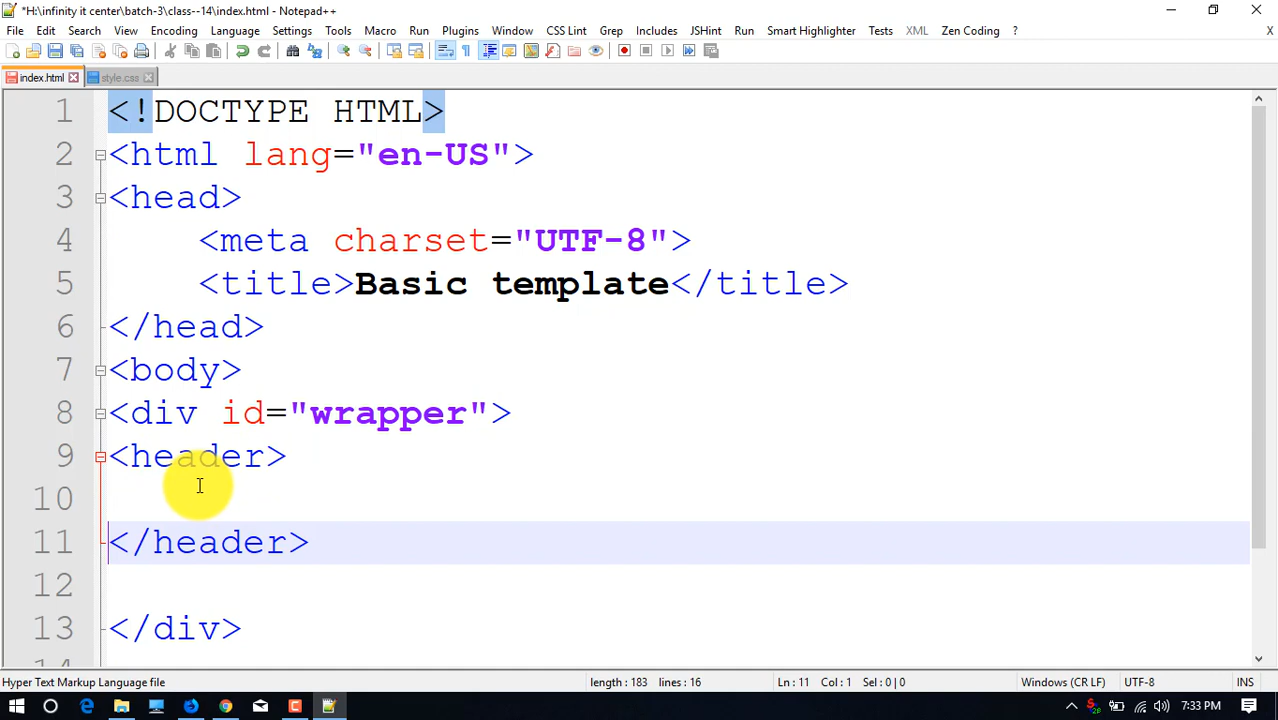 *H:\infinity it center\batch-3\class--14\index.html - Notepad++
File Edit Search View Encoding Language Settings Tools Macro Run Plugins Window CSS Lint Grep Includes JSHint Run Smart Highlighter Tests XML Zen Coding ? X
index.html style.css
1 <!DOCTYPE HTML>
2 <html lang="en-US">
3 <head>
4 <meta charset="UTF-8">
5 <title>Basic template</title>
6 </head>
7 <body>
8 <div id="wrapper">
9 <header>
10
11 </header>
12
13 </div>
Hyper Text Markup Language file length : 183 lines : 16 Ln : 11 Col : 1 Sel : 0 | 0 Windows (CR LF) UTF-8 INS
7:33 PM